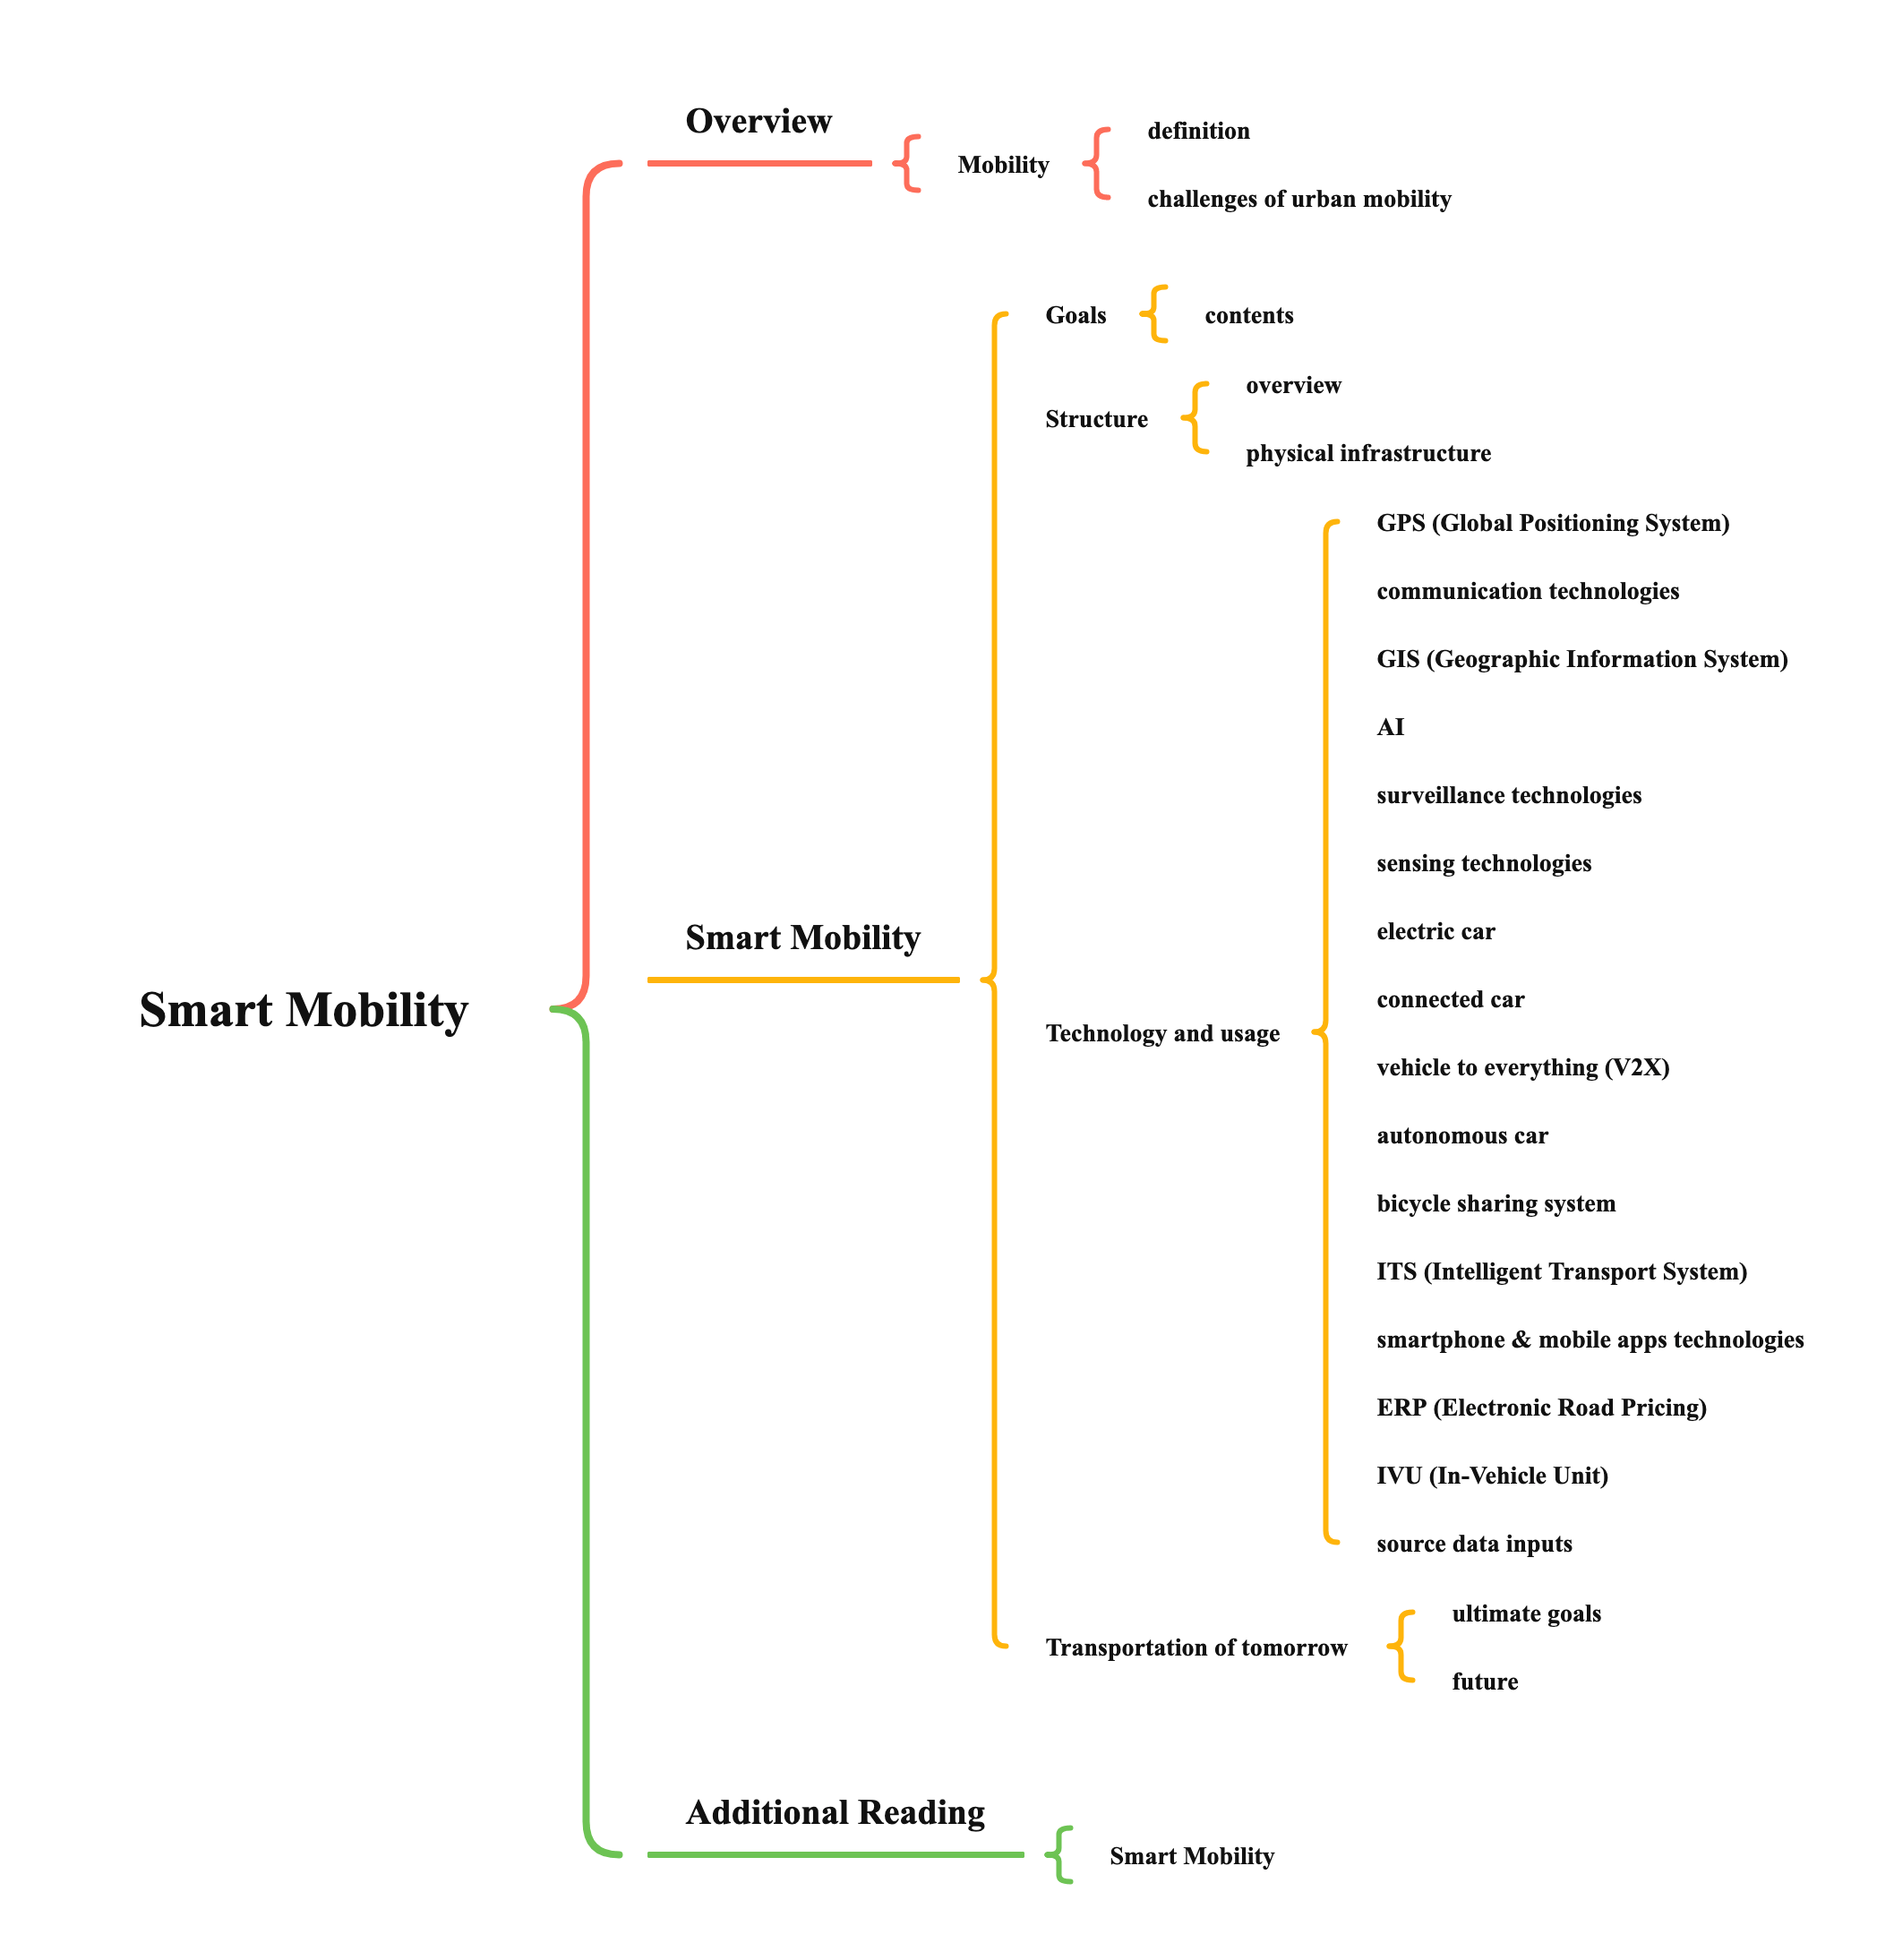 Smart Mobility
Overview
Mobility
definition
challenges of urban mobility
Smart Mobility
Goals
contents
Structure
overview
physical infrastructure
Technology and usage
GPS (Global Positioning System)
communication technologies
GIS (Geographic Information System)
AI
surveillance technologies
sensing technologies
electric car
connected car
vehicle to everything (V2X)
autonomous car
bicycle sharing system
ITS (Intelligent Transport System)
smartphone & mobile apps technologies
ERP (Electronic Road Pricing)
IVU (In-Vehicle Unit)
source data inputs
Transportation of tomorrow
ultimate goals
future
Additional Reading
Smart Mobility